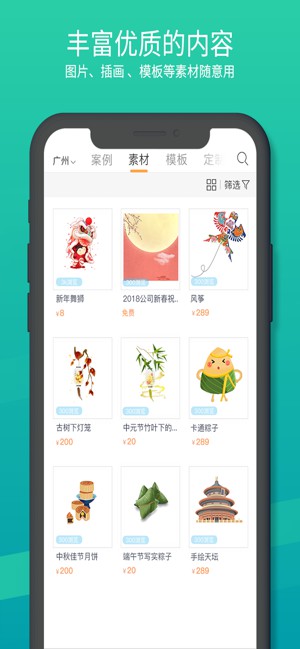 丰富优质的内容
图片、插画、模板等素材随意用
广州
案例
素材
模板
定制
筛选
新年舞狮
¥8
2018公司新春祝...
免费
风筝
¥289
古树下灯笼
¥200
中元节竹叶下的...
¥200
卡通粽子
¥289
中秋佳节月饼
¥200
端午节写实粽子
¥200
手绘天坛
¥289